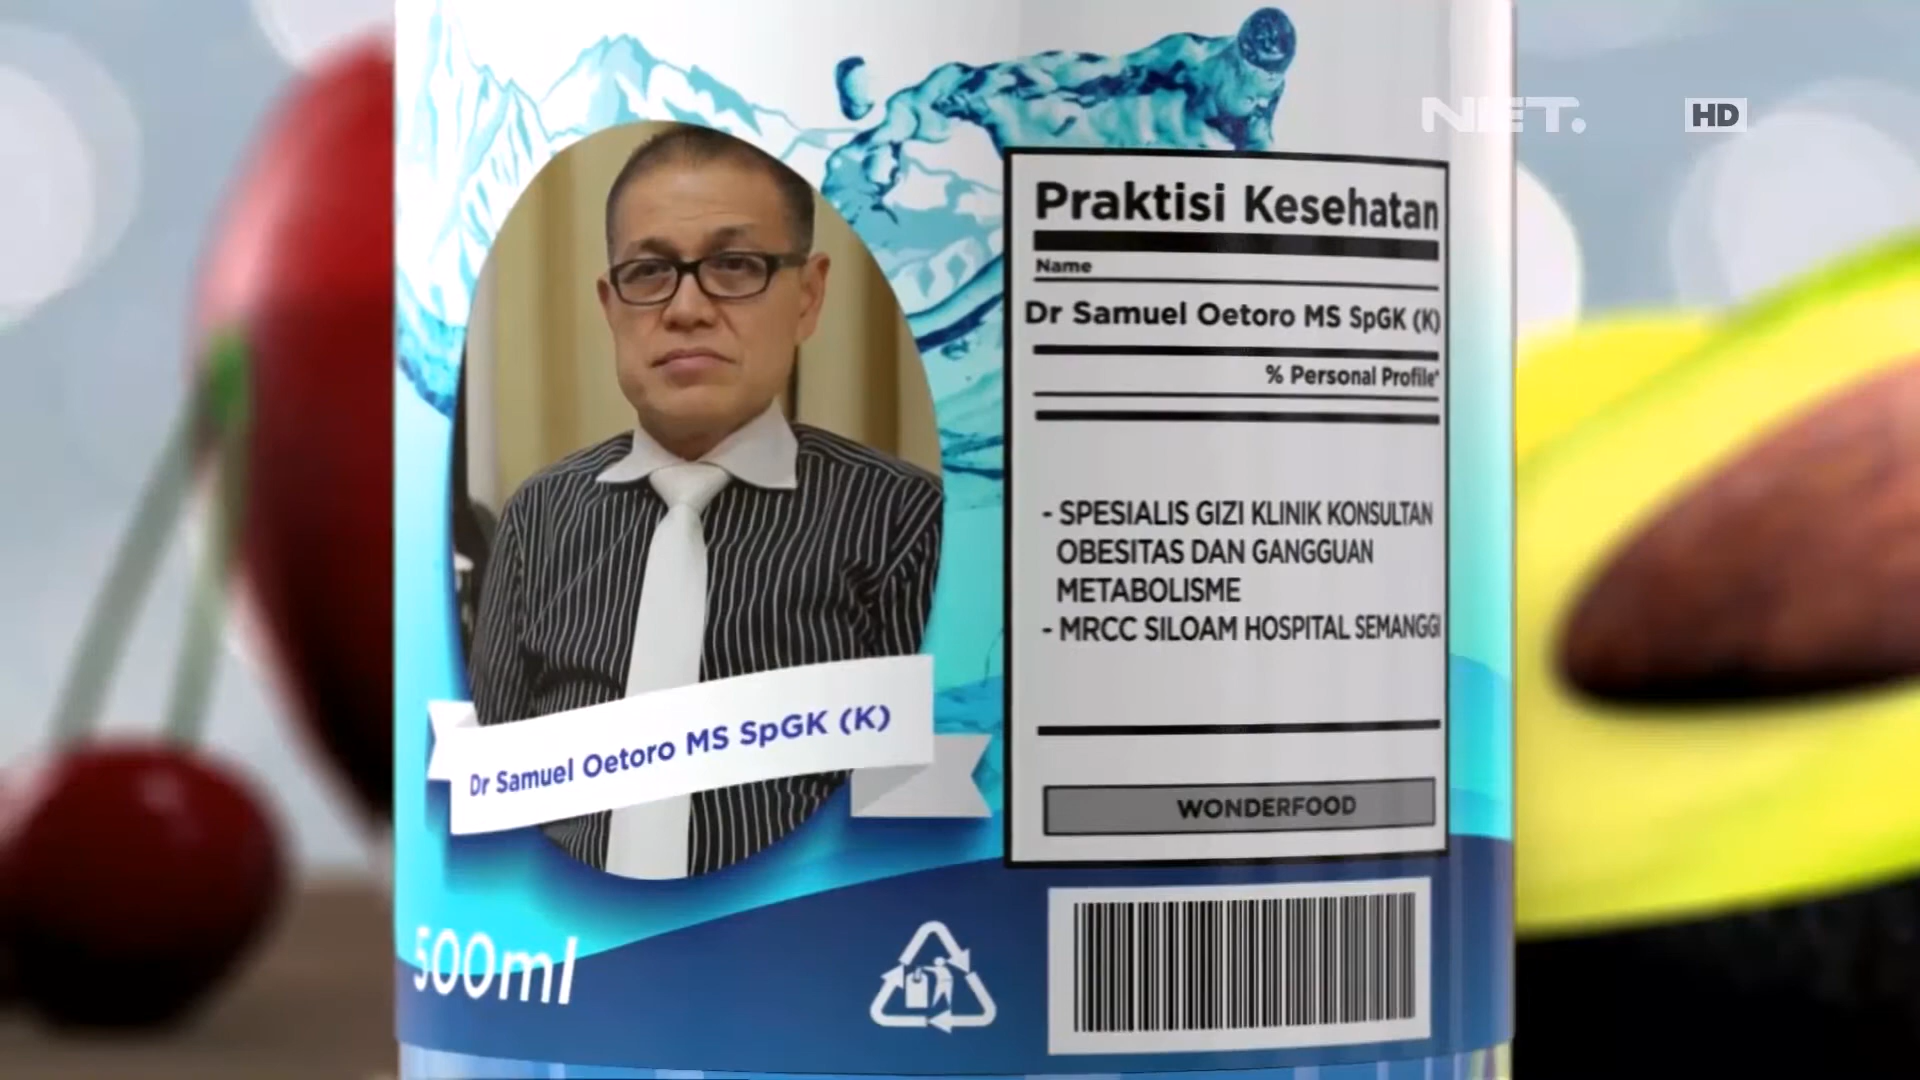 NET.
HD
Praktisi Kesehatan
Name
Dr Samuel Oetoro MS SpGK (K)
% Personal Profile*
- SPESIALIS GIZI KLINIK KONSULTAN
OBESITAS DAN GANGGUAN
METABOLISME
- MRCC SILOAM HOSPITAL SEMANGGI
WONDERFOOD
Dr Samuel Oetoro MS SpGK (K)
500ml